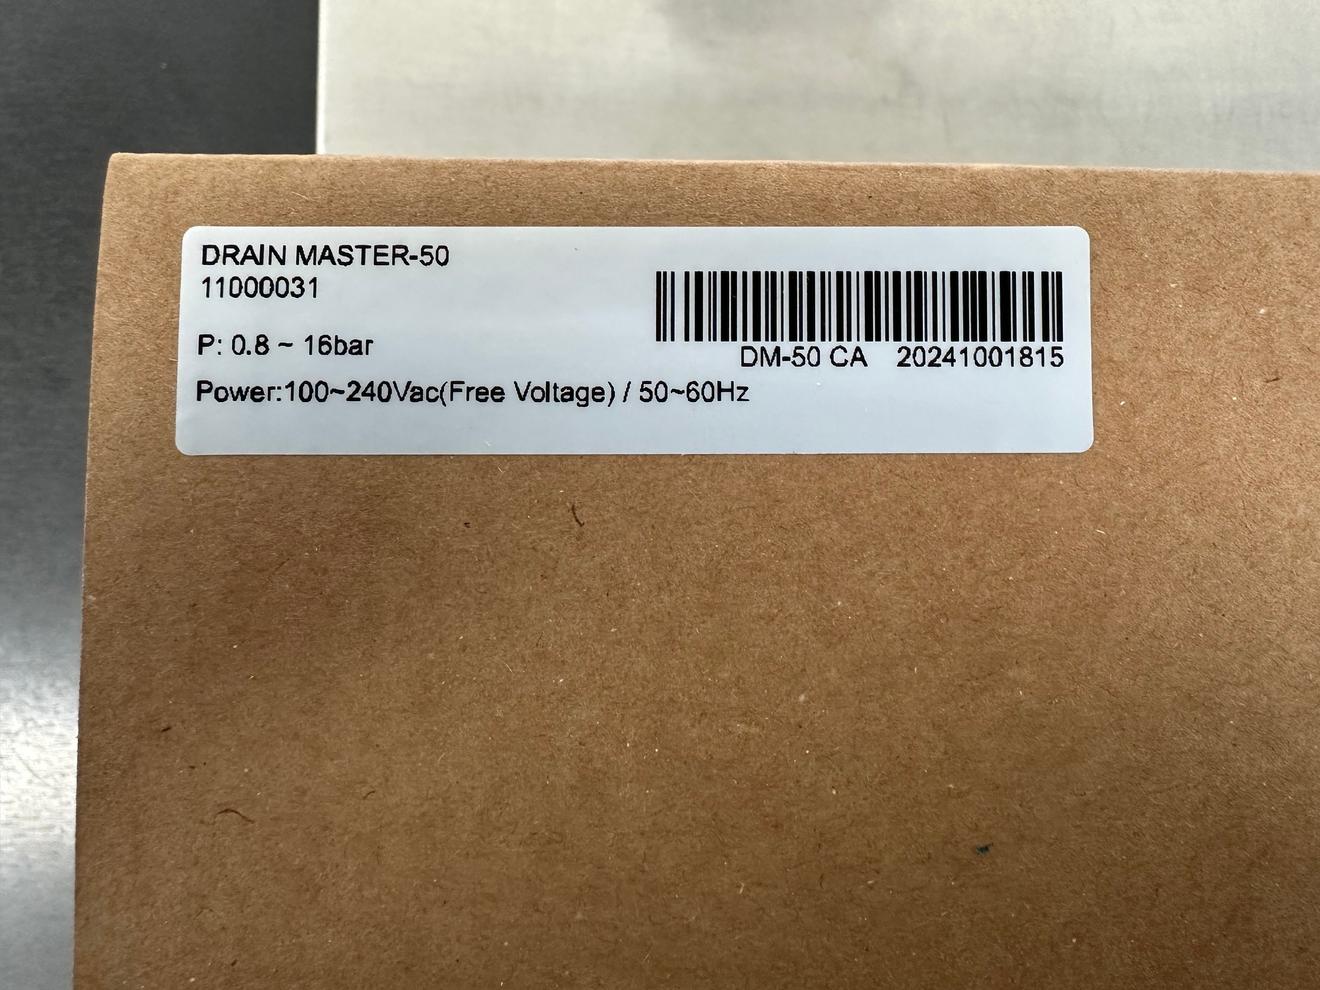 DRAIN MASTER-50
11000031
P: 0.8 ~ 16bar
DM-50 CA 20241001815
Power:100~240Vac(Free Voltage) / 50~60Hz